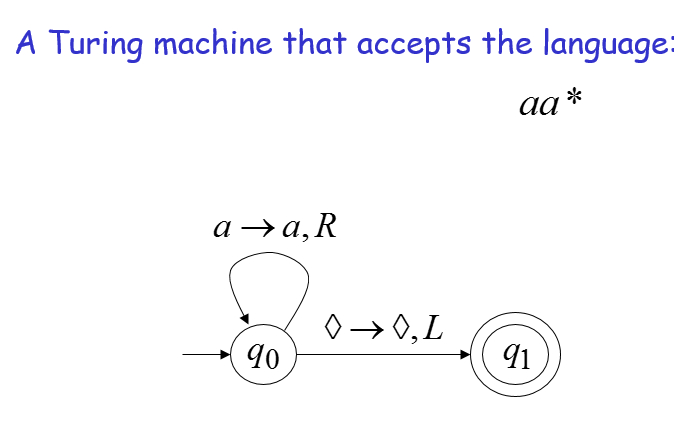 A Turing machine that accepts the language:
aa*
a → a, R
◊ → ◊, L
q0 q1